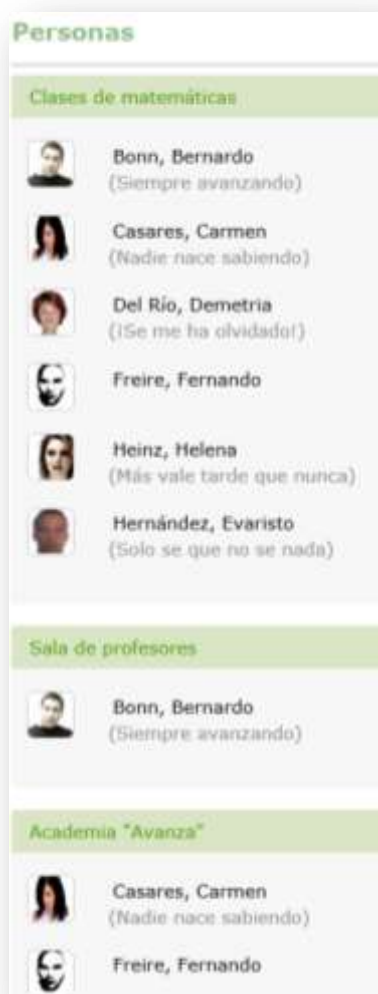 Personas
Clases de matemáticas
Bonn, Bernardo
(Siempre avanzando)
Casares, Carmen
(Nadie nace sabiendo)
Del Río, Demetria
(¡Se me ha olvidado!)
Freire, Fernando
Heinz, Helena
(Más vale tarde que nunca)
Hernández, Evaristo
(Solo se que no se nada)
Sala de profesores
Bonn, Bernardo
(Siempre avanzando)
Academia "Avanza"
Casares, Carmen
(Nadie nace sabiendo)
Freire, Fernando